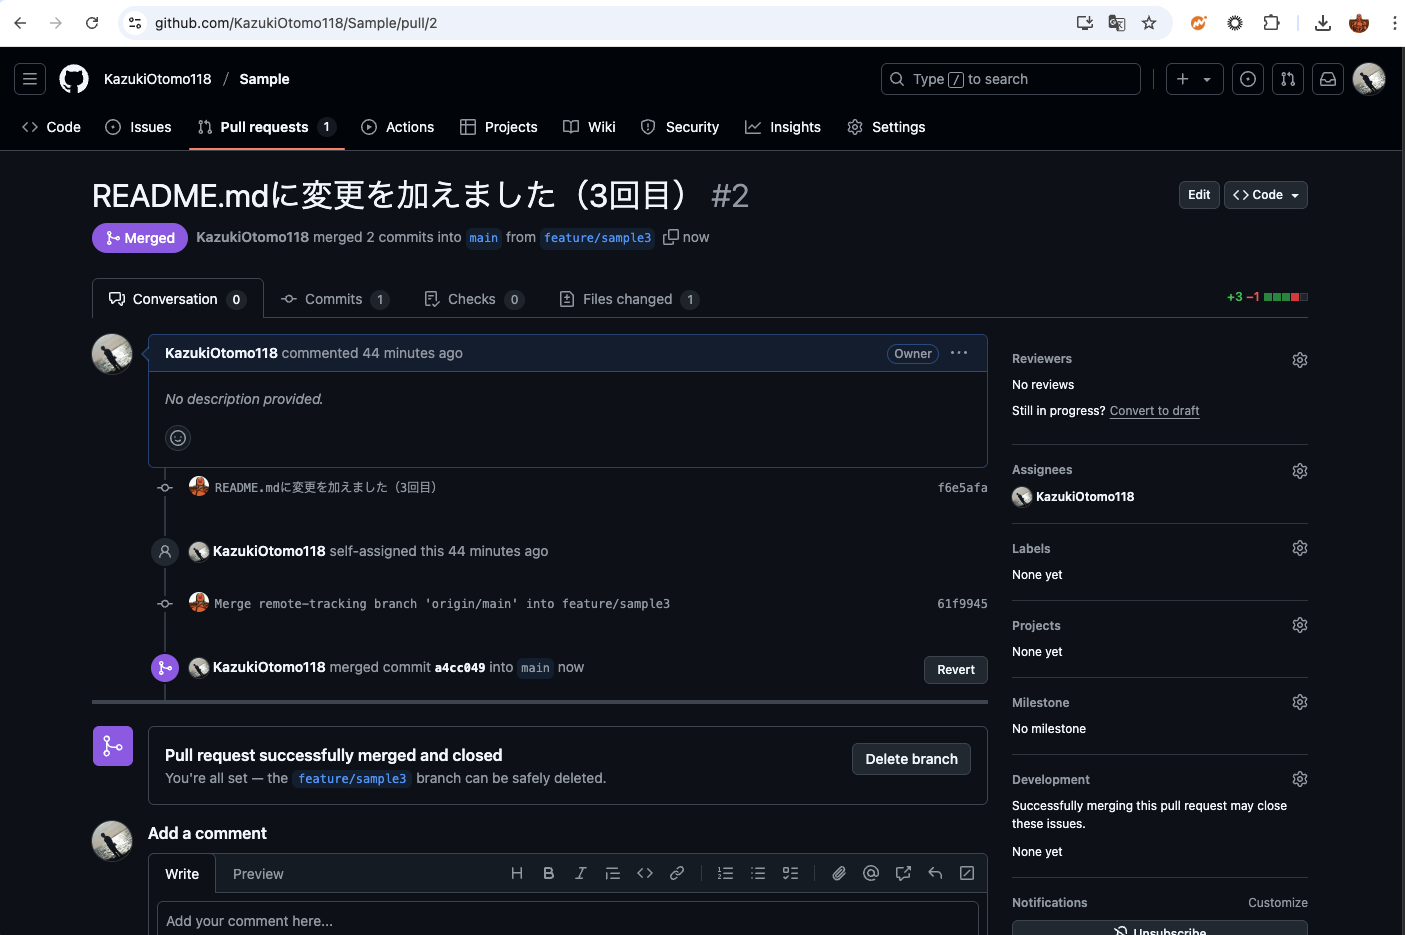 github.com/KazukiOtomo118/Sample/pull/2
KazukiOtomo118 / Sample
Type / to search
Code
Issues
Pull requests 1
Actions
Projects
Wiki
Security
Insights
Settings
README.mdに変更を加えました（3回目） #2
Edit
<> Code
Merged
KazukiOtomo118 merged 2 commits into main from feature/sample3 now
Conversation 0
Commits 1
Checks 0
Files changed 1
+3 −1
KazukiOtomo118 commented 44 minutes ago
Owner
No description provided.
README.mdに変更を加えました（3回目）
f6e5afa
KazukiOtomo118 self-assigned this 44 minutes ago
Merge remote-tracking branch 'origin/main' into feature/sample3
61f9945
KazukiOtomo118 merged commit a4cc049 into main now
Revert
Pull request successfully merged and closed
You're all set — the feature/sample3 branch can be safely deleted.
Delete branch
Add a comment
Write
Preview
Add your comment here...
Reviewers
No reviews
Still in progress? Convert to draft
Assignees
KazukiOtomo118
Labels
None yet
Projects
None yet
Milestone
No milestone
Development
Successfully merging this pull request may close
these issues.
None yet
Notifications
Customize
Unsubscribe